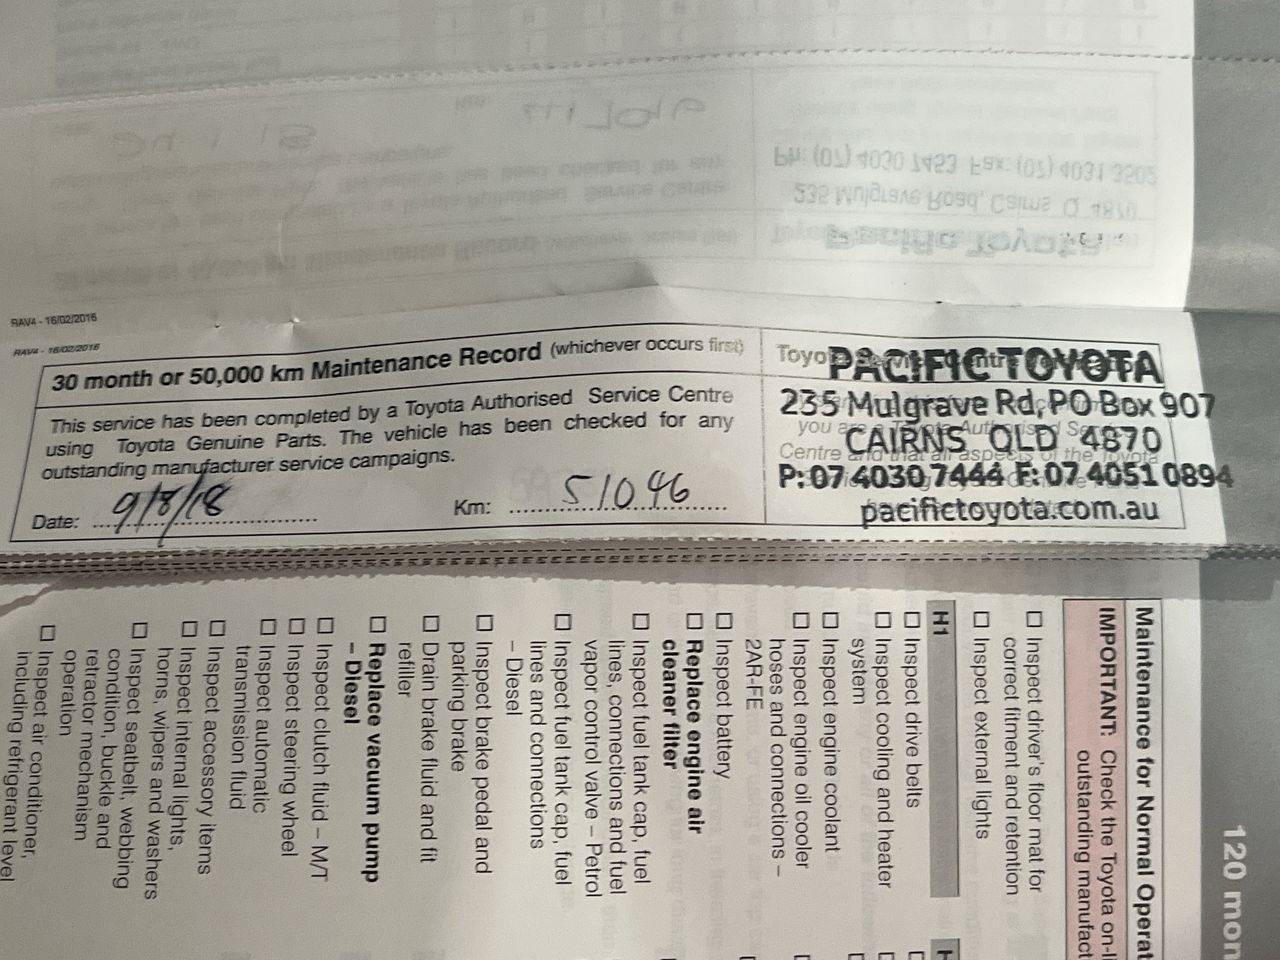 RAV4 - 16/02/2016
RAV4 - 16/02/2016
30 month or 50,000 km Maintenance Record (whichever occurs first)
This service has been completed by a Toyota Authorised Service Centre
using Toyota Genuine Parts. The vehicle has been checked for any
outstanding manufacturer service campaigns.
Date: 9/8/18
Km: 51046
PACIFIC TOYOTA
235 Mulgrave Rd, PO Box 907
CAIRNS QLD 4870
P: 07 4030 7444 F: 07 4051 0894
pacifictoyota.com.au
120 mon
Maintenance for Normal Operat
IMPORTANT: Check the Toyota on-li
outstanding manufact
☐ Inspect driver's floor mat for
correct fitment and retention
☐ Inspect external lights
H1
☐ Inspect drive belts
☐ Inspect cooling and heater
system
☐ Inspect engine coolant
☐ Inspect engine oil cooler
hoses and connections –
2AR-FE
☐ Inspect battery
☐ Replace engine air
cleaner filter
☐ Inspect fuel tank cap, fuel
lines, connections and fuel
vapor control valve – Petrol
☐ Inspect fuel tank cap, fuel
lines and connections
– Diesel
☐ Inspect brake pedal and
parking brake
☐ Drain brake fluid and fit
refiller
☐ Replace vacuum pump
– Diesel
☐ Inspect clutch fluid – M/T
☐ Inspect steering wheel
☐ Inspect automatic
transmission fluid
☐ Inspect accessory items
☐ Inspect internal lights,
horns, wipers and washers
☐ Inspect seatbelt, webbing
condition, buckle and
retractor mechanism
operation
☐ Inspect air conditioner,
including refrigerant level